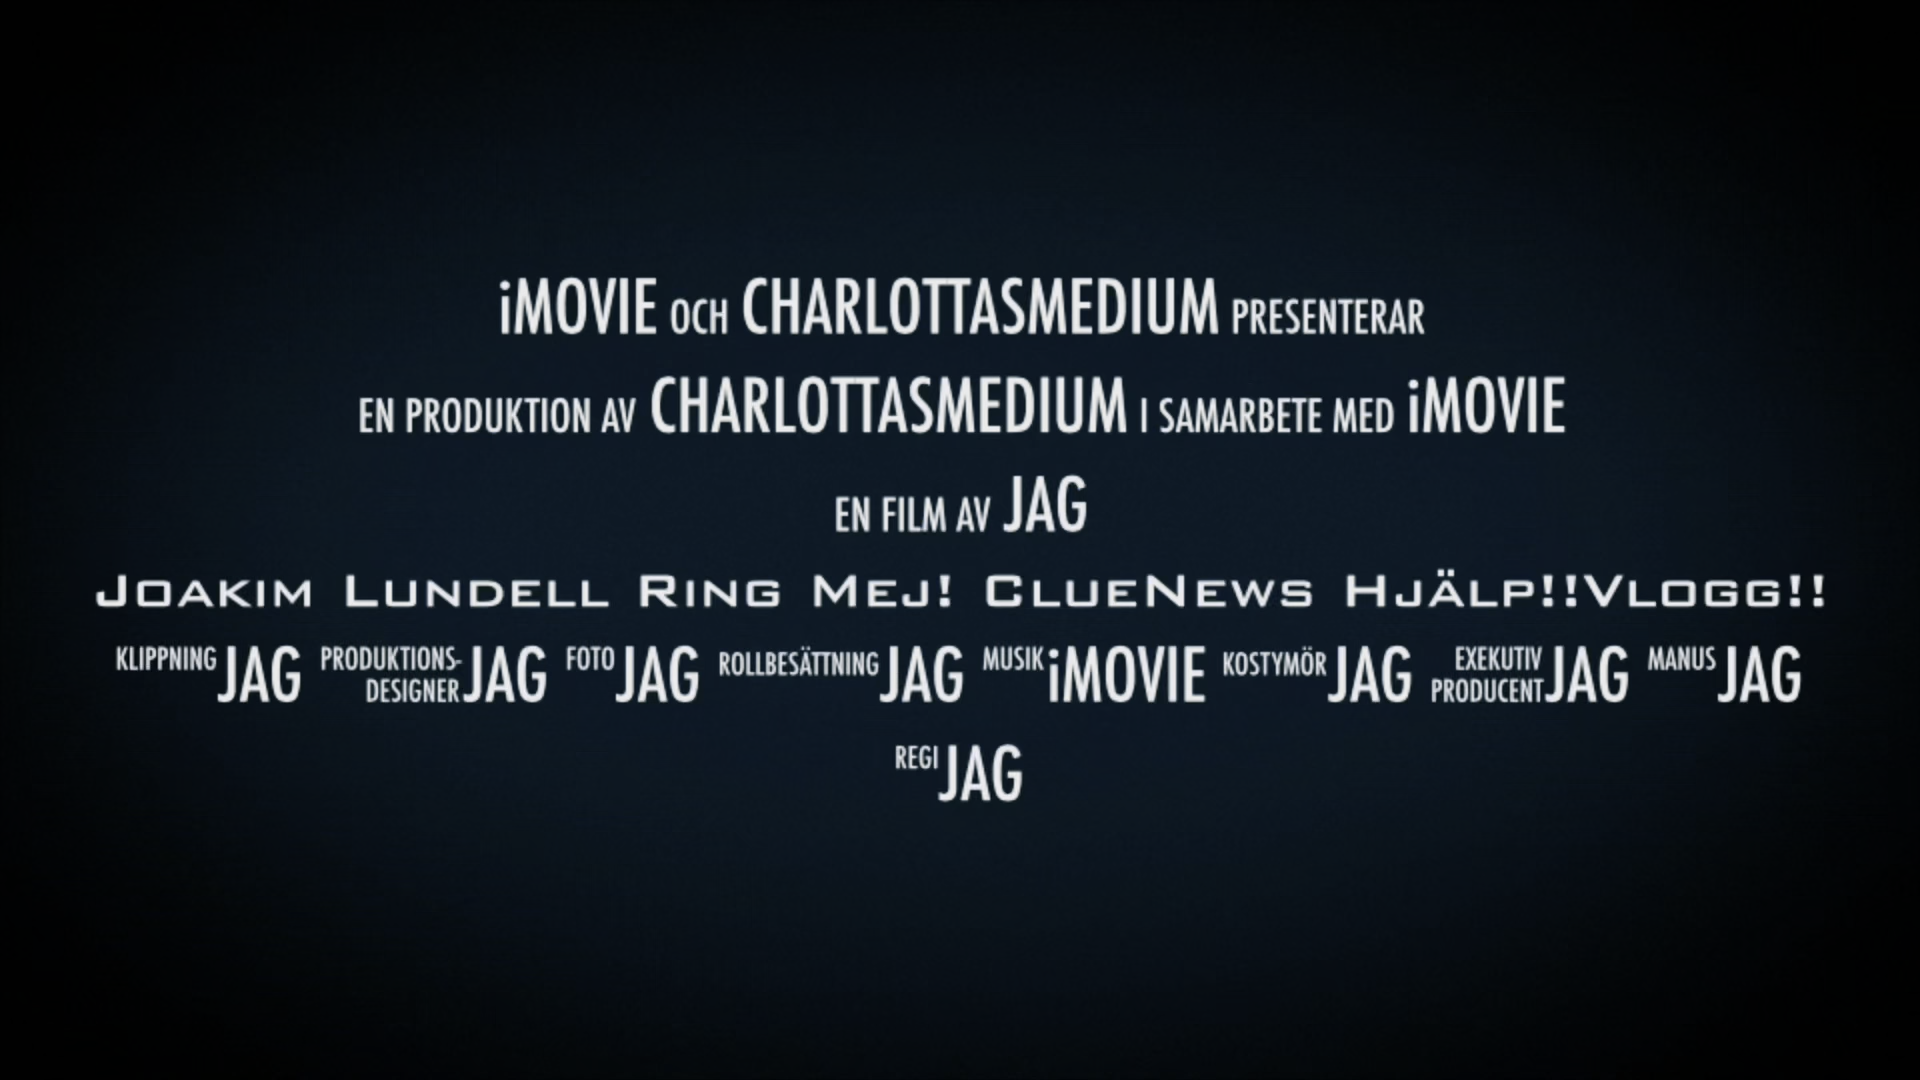 iMOVIE OCH CHARLOTTASMEDIUM PRESENTERAR
EN PRODUKTION AV CHARLOTTASMEDIUM I SAMARBETE MED iMOVIE
EN FILM AV JAG
JOAKIM LUNDELL RING MEJ! CLUENEWS HJÄLP!!VLOGG!!
KLIPPNING JAG PRODUKTIONS-DESIGNER JAG FOTO JAG ROLLBESÄTTNING JAG MUSIK iMOVIE KOSTYMÖR JAG EXEKUTIV PRODUCENT JAG MANUS JAG
REGI JAG